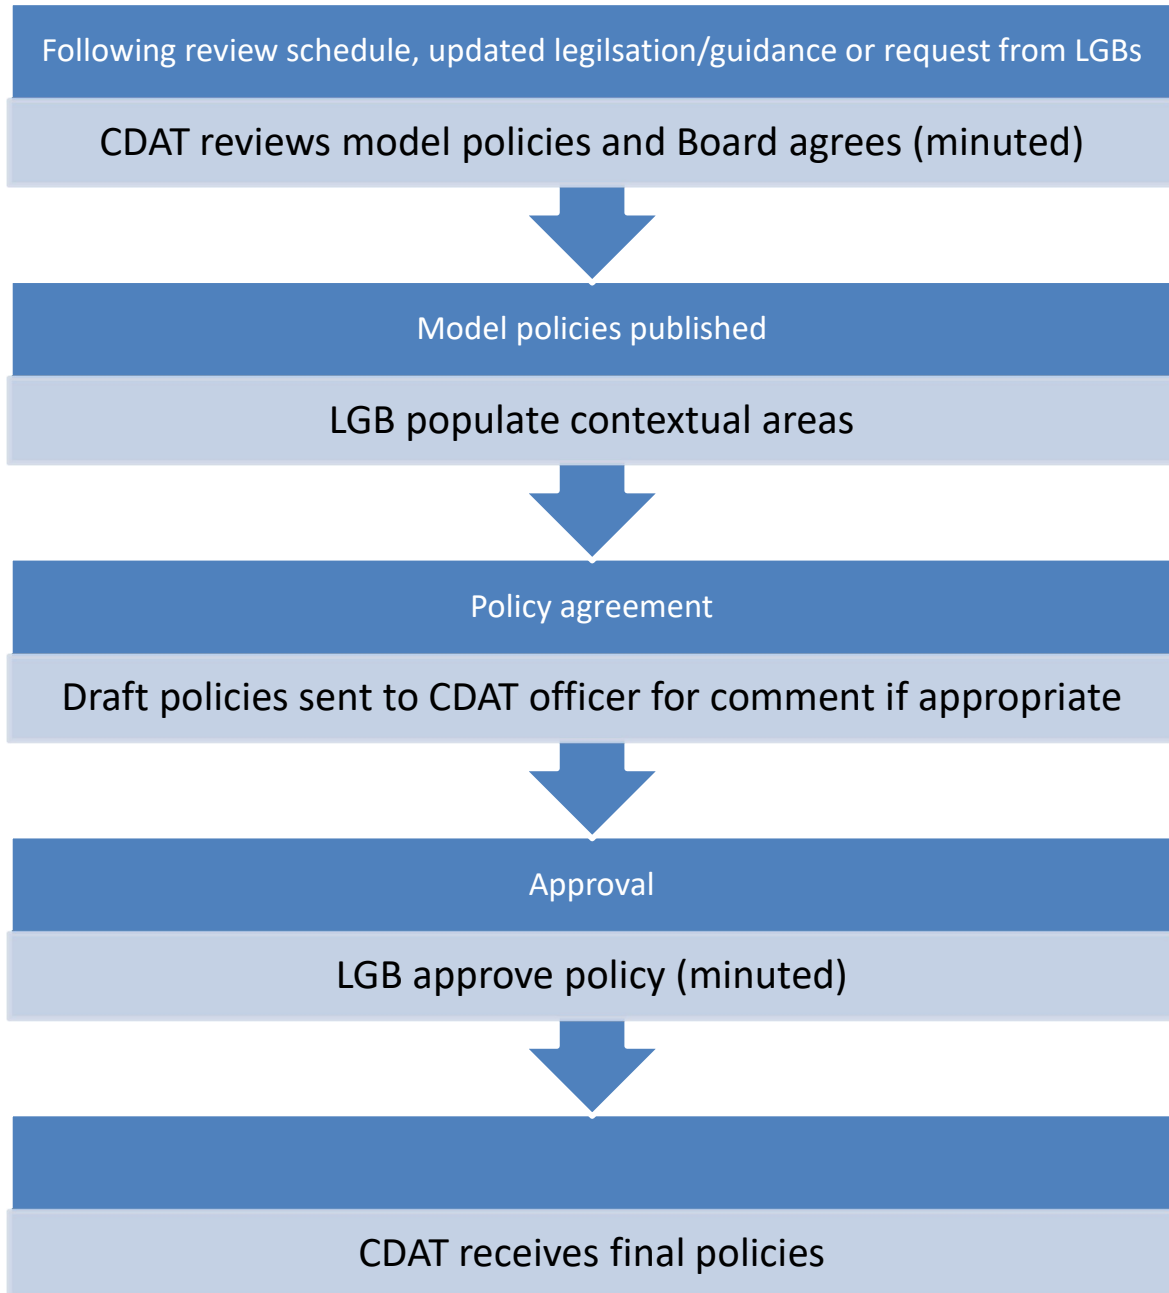 Following review schedule, updated legilsation/guidance or request from LGBs
CDAT reviews model policies and Board agrees (minuted)
Model policies published
LGB populate contextual areas
Policy agreement
Draft policies sent to CDAT officer for comment if appropriate
Approval
LGB approve policy (minuted)
CDAT receives final policies